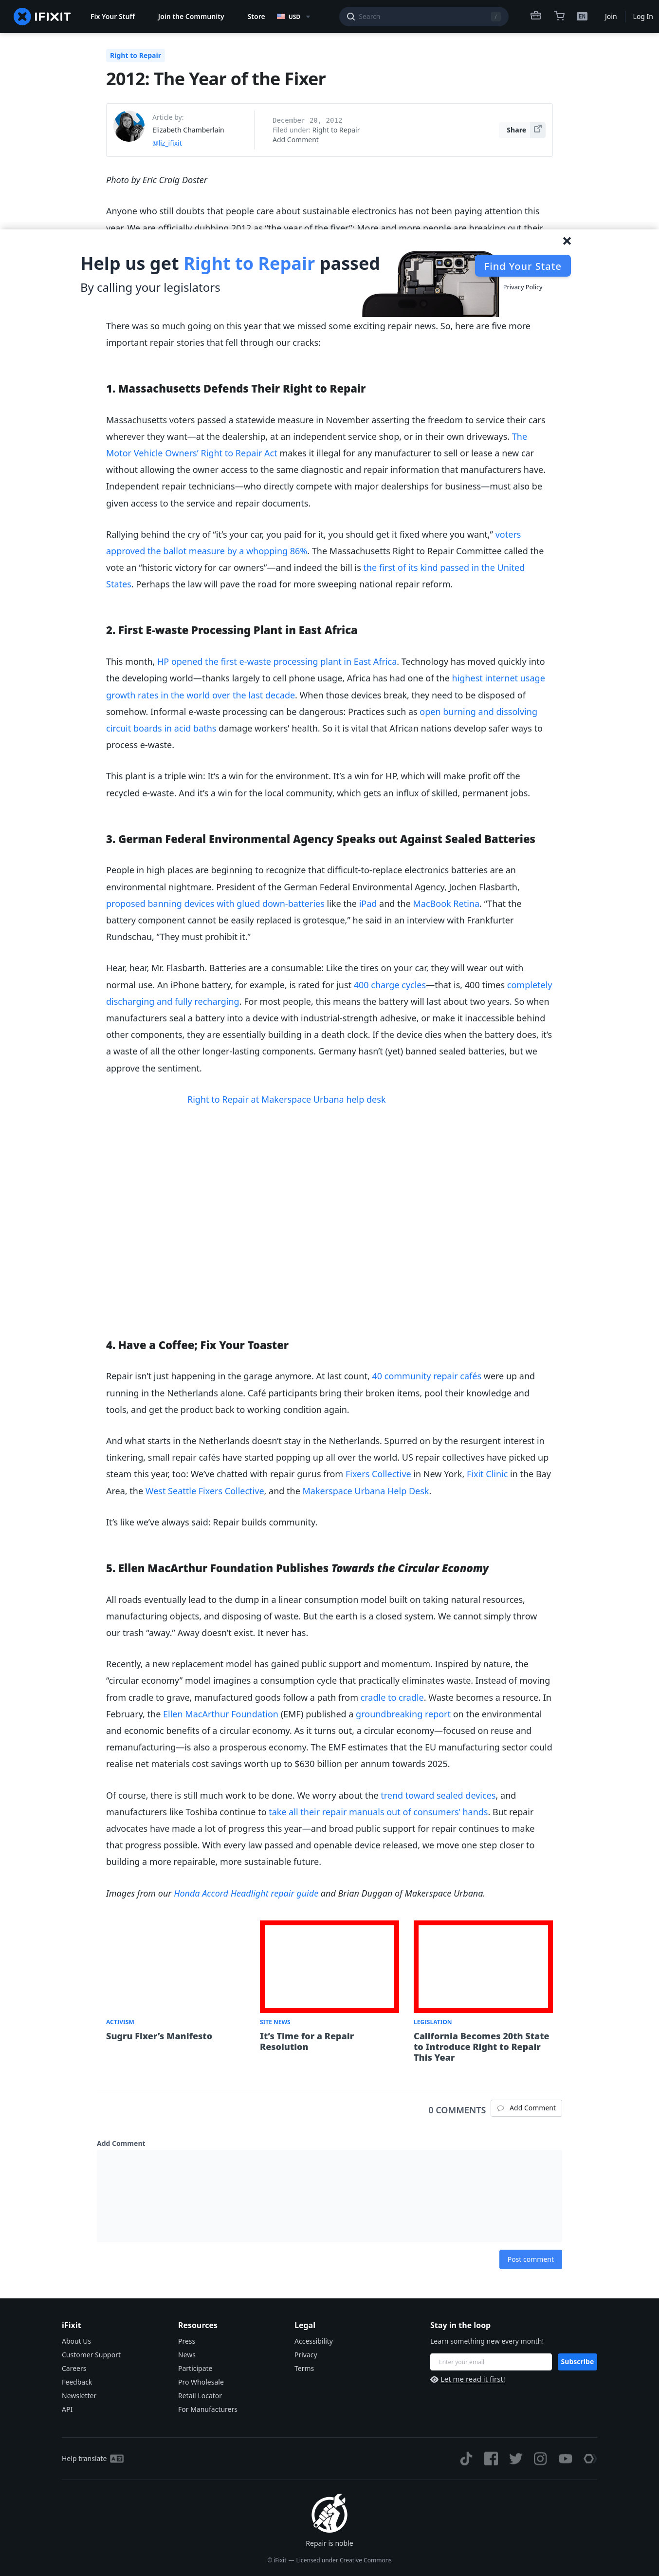 IFIXIT
Fix Your Stuff
Join the Community
Store
USD
Search
/
EN
Join
Log In
Right to Repair
2012: The Year of the Fixer
Article by:
Elizabeth Chamberlain
@liz_ifixit
December 20, 2012
Filed under: Right to Repair
Add Comment
Share
Photo by Eric Craig Doster
Anyone who still doubts that people care about sustainable electronics has not been paying attention this
year. We are officially dubbing 2012 as “the year of the fixer”: More and more people are breaking out their
Help us get Right to Repair passed
By calling your legislators
Find Your State
Privacy Policy
There was so much going on this year that we missed some exciting repair news. So, here are five more
important repair stories that fell through our cracks:
1. Massachusetts Defends Their Right to Repair
Massachusetts voters passed a statewide measure in November asserting the freedom to service their cars
wherever they want—at the dealership, at an independent service shop, or in their own driveways. The
Motor Vehicle Owners’ Right to Repair Act makes it illegal for any manufacturer to sell or lease a new car
without allowing the owner access to the same diagnostic and repair information that manufacturers have.
Independent repair technicians—who directly compete with major dealerships for business—must also be
given access to the service and repair documents.
Rallying behind the cry of “it’s your car, you paid for it, you should get it fixed where you want,” voters
approved the ballot measure by a whopping 86%. The Massachusetts Right to Repair Committee called the
vote an “historic victory for car owners”—and indeed the bill is the first of its kind passed in the United
States. Perhaps the law will pave the road for more sweeping national repair reform.
2. First E-waste Processing Plant in East Africa
This month, HP opened the first e-waste processing plant in East Africa. Technology has moved quickly into
the developing world—thanks largely to cell phone usage, Africa has had one of the highest internet usage
growth rates in the world over the last decade. When those devices break, they need to be disposed of
somehow. Informal e-waste processing can be dangerous: Practices such as open burning and dissolving
circuit boards in acid baths damage workers’ health. So it is vital that African nations develop safer ways to
process e-waste.
This plant is a triple win: It’s a win for the environment. It’s a win for HP, which will make profit off the
recycled e-waste. And it’s a win for the local community, which gets an influx of skilled, permanent jobs.
3. German Federal Environmental Agency Speaks out Against Sealed Batteries
People in high places are beginning to recognize that difficult-to-replace electronics batteries are an
environmental nightmare. President of the German Federal Environmental Agency, Jochen Flasbarth,
proposed banning devices with glued down-batteries like the iPad and the MacBook Retina. “That the
battery component cannot be easily replaced is grotesque,” he said in an interview with Frankfurter
Rundschau, “They must prohibit it.”
Hear, hear, Mr. Flasbarth. Batteries are a consumable: Like the tires on your car, they will wear out with
normal use. An iPhone battery, for example, is rated for just 400 charge cycles—that is, 400 times completely
discharging and fully recharging. For most people, this means the battery will last about two years. So when
manufacturers seal a battery into a device with industrial-strength adhesive, or make it inaccessible behind
other components, they are essentially building in a death clock. If the device dies when the battery does, it’s
a waste of all the other longer-lasting components. Germany hasn’t (yet) banned sealed batteries, but we
approve the sentiment.
Right to Repair at Makerspace Urbana help desk
4. Have a Coffee; Fix Your Toaster
Repair isn’t just happening in the garage anymore. At last count, 40 community repair cafés were up and
running in the Netherlands alone. Café participants bring their broken items, pool their knowledge and
tools, and get the product back to working condition again.
And what starts in the Netherlands doesn’t stay in the Netherlands. Spurred on by the resurgent interest in
tinkering, small repair cafés have started popping up all over the world. US repair collectives have picked up
steam this year, too: We’ve chatted with repair gurus from Fixers Collective in New York, Fixit Clinic in the Bay
Area, the West Seattle Fixers Collective, and the Makerspace Urbana Help Desk.
It’s like we’ve always said: Repair builds community.
5. Ellen MacArthur Foundation Publishes Towards the Circular Economy
All roads eventually lead to the dump in a linear consumption model built on taking natural resources,
manufacturing objects, and disposing of waste. But the earth is a closed system. We cannot simply throw
our trash “away.” Away doesn’t exist. It never has.
Recently, a new replacement model has gained public support and momentum. Inspired by nature, the
“circular economy” model imagines a consumption cycle that practically eliminates waste. Instead of moving
from cradle to grave, manufactured goods follow a path from cradle to cradle. Waste becomes a resource. In
February, the Ellen MacArthur Foundation (EMF) published a groundbreaking report on the environmental
and economic benefits of a circular economy. As it turns out, a circular economy—focused on reuse and
remanufacturing—is also a prosperous economy. The EMF estimates that the EU manufacturing sector could
realise net materials cost savings worth up to $630 billion per annum towards 2025.
Of course, there is still much work to be done. We worry about the trend toward sealed devices, and
manufacturers like Toshiba continue to take all their repair manuals out of consumers’ hands. But repair
advocates have made a lot of progress this year—and broad public support for repair continues to make
that progress possible. With every law passed and openable device released, we move one step closer to
building a more repairable, more sustainable future.
Images from our Honda Accord Headlight repair guide and Brian Duggan of Makerspace Urbana.
ACTIVISM
Sugru Fixer’s Manifesto
SITE NEWS
It’s Time for a Repair
Resolution
LEGISLATION
California Becomes 20th State
to Introduce Right to Repair
This Year
0 COMMENTS
Add Comment
Add Comment
Post comment
iFixit
About Us
Customer Support
Careers
Feedback
Newsletter
API
Resources
Press
News
Participate
Pro Wholesale
Retail Locator
For Manufacturers
Legal
Accessibility
Privacy
Terms
Stay in the loop
Learn something new every month!
Enter your email
Subscribe
Let me read it first!
Help translate
Repair is noble
© iFixit — Licensed under Creative Commons